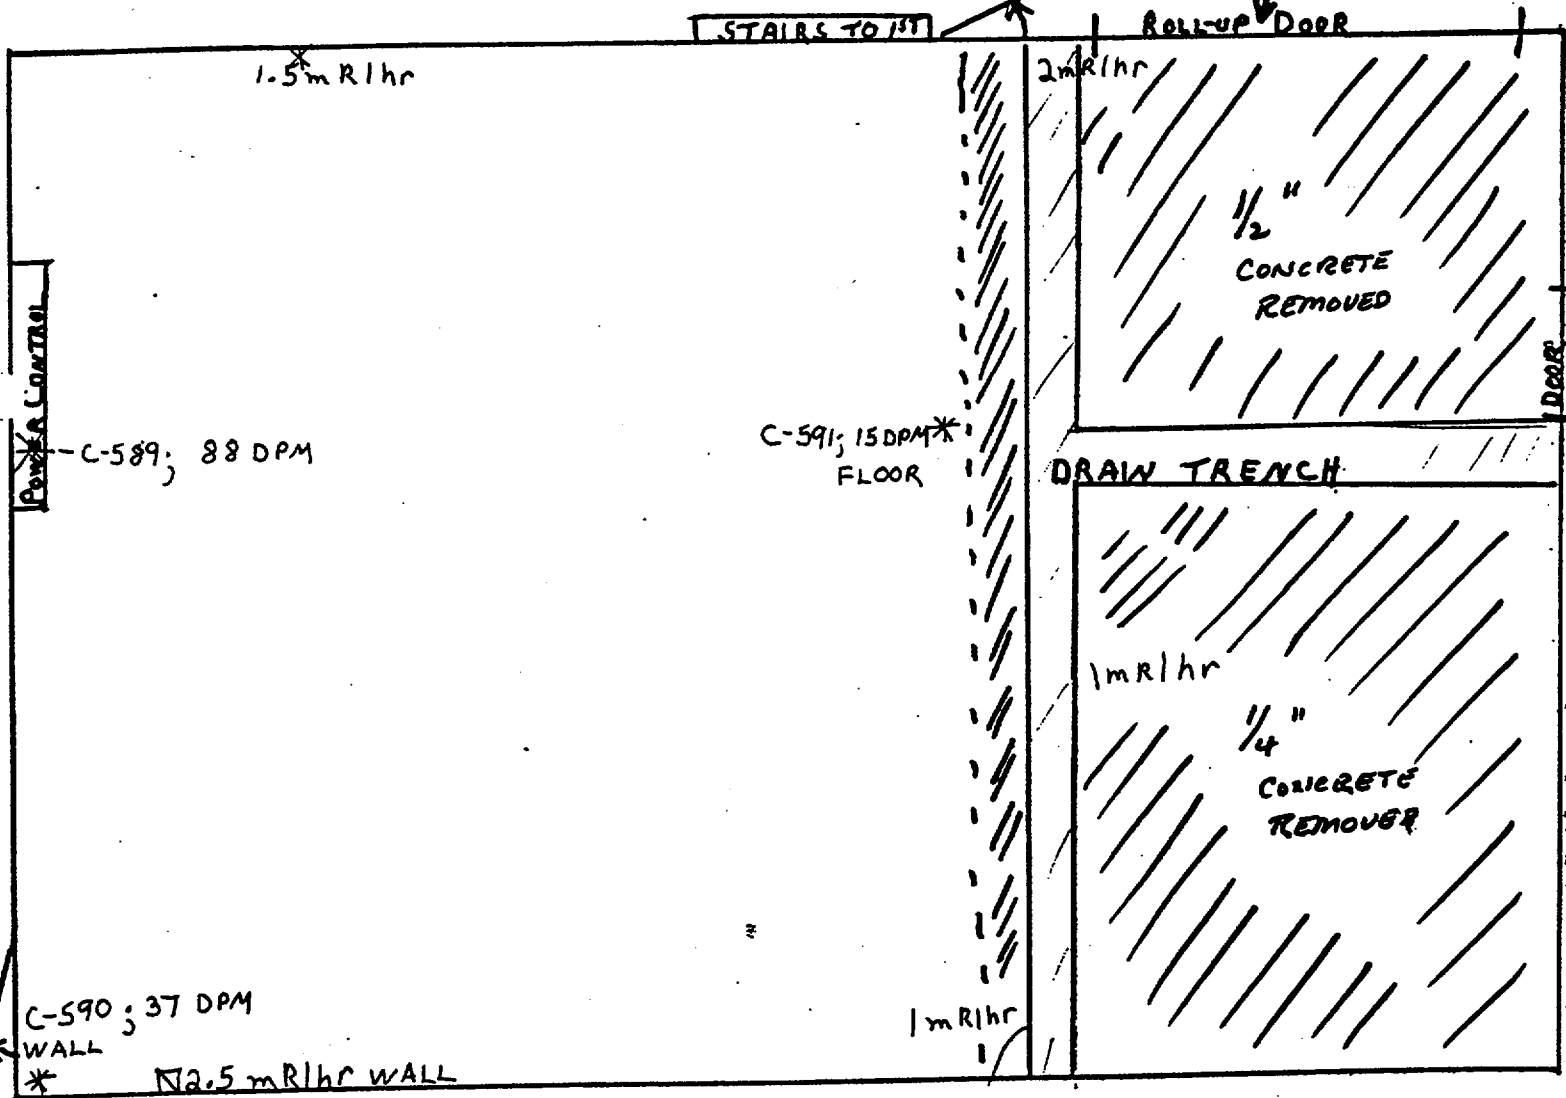 STAIRS TO 1ST
ROLL-UP DOOR
1.5 mR/hr
2mR/hr
1/2"
CONCRETE
REMOVED
POWER CONTROL
DOOR
C-589; 88 DPM
C-591; 15 DPM
FLOOR
DRAIN TRENCH
1mR/hr
1/4"
CONCRETE
REMOVED
C-590; 37 DPM
WALL
1mR/hr
2.5 mR/hr WALL